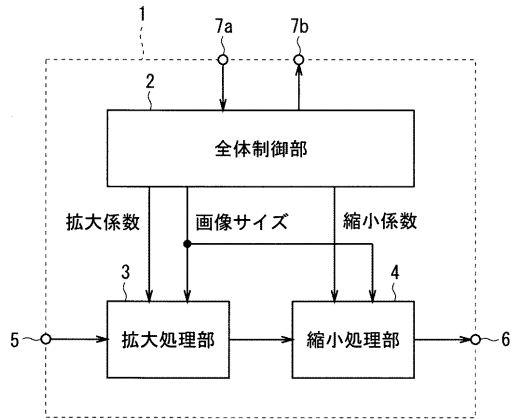 1
7a
7b
2
全体制御部
拡大係数
画像サイズ
縮小係数
3
4
5
拡大処理部
縮小処理部
6